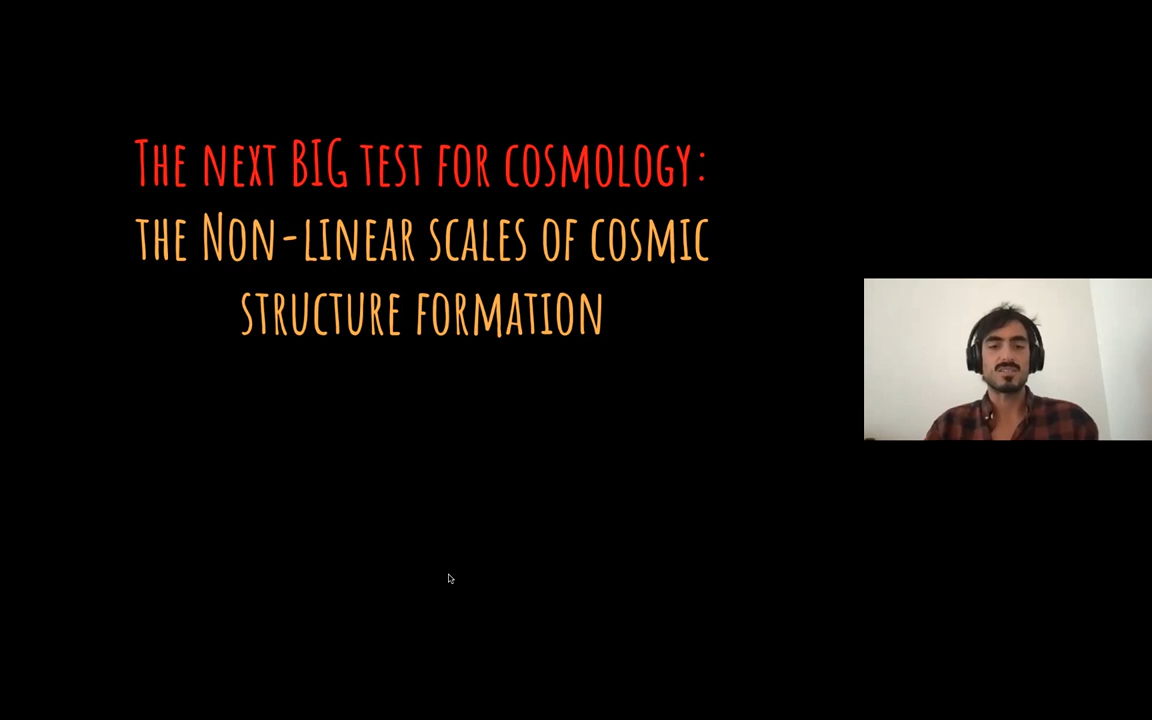 The next BIG test for cosmology:
the Non-linear scales of cosmic
structure formation